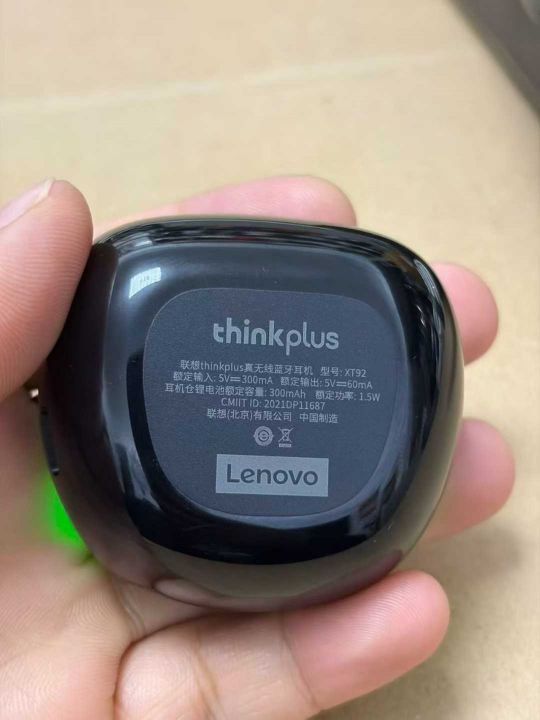 thinkplus
联想thinkplus真无线蓝牙耳机 型号: XT92
额定输入: 5V⎓300mA 额定输出: 5V⎓60mA
耳机仓锂电池额定容量: 300mAh 额定功率: 1.5W
CMIIT ID: 2021DP11687
联想(北京)有限公司 中国制造
Lenovo